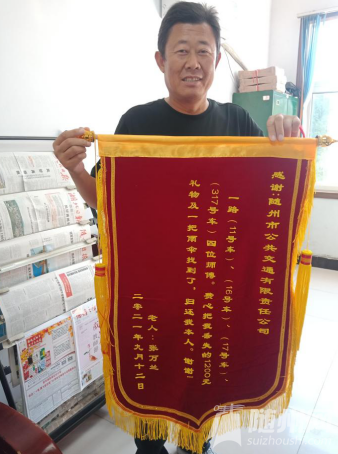 感谢:随州市公共交通有限责任公司
一路(11号车)、(16号车)、(17号车)、
(317号车)四位师傅。费心把我丢失的1200元
礼物及一把雨伞找到了,归还我本人。谢谢"
老人:张万兰
二零二一年九月十二日
随州